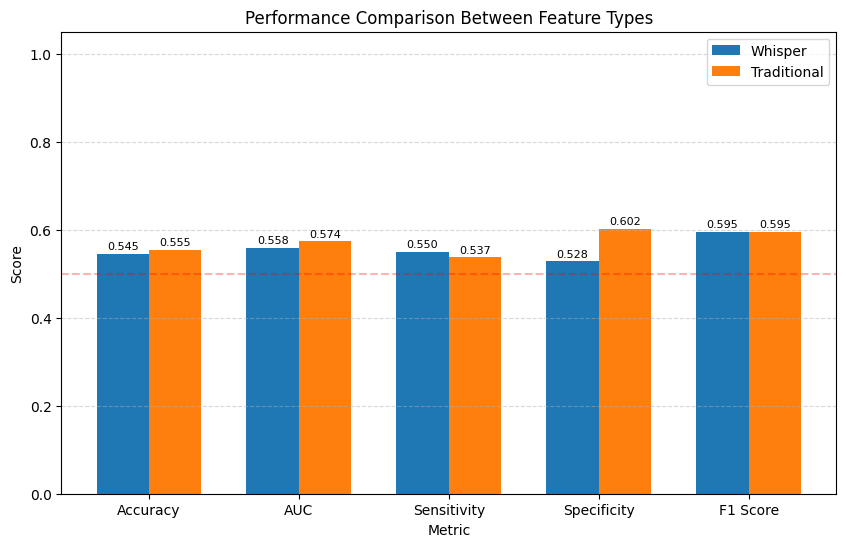 Performance Comparison Between Feature Types
Whisper
Traditional
Score
1.0
0.8
0.6
0.4
0.2
0.0
0.545
0.555
0.558
0.574
0.550
0.537
0.528
0.602
0.595
0.595
Accuracy
AUC
Sensitivity
Specificity
F1 Score
Metric